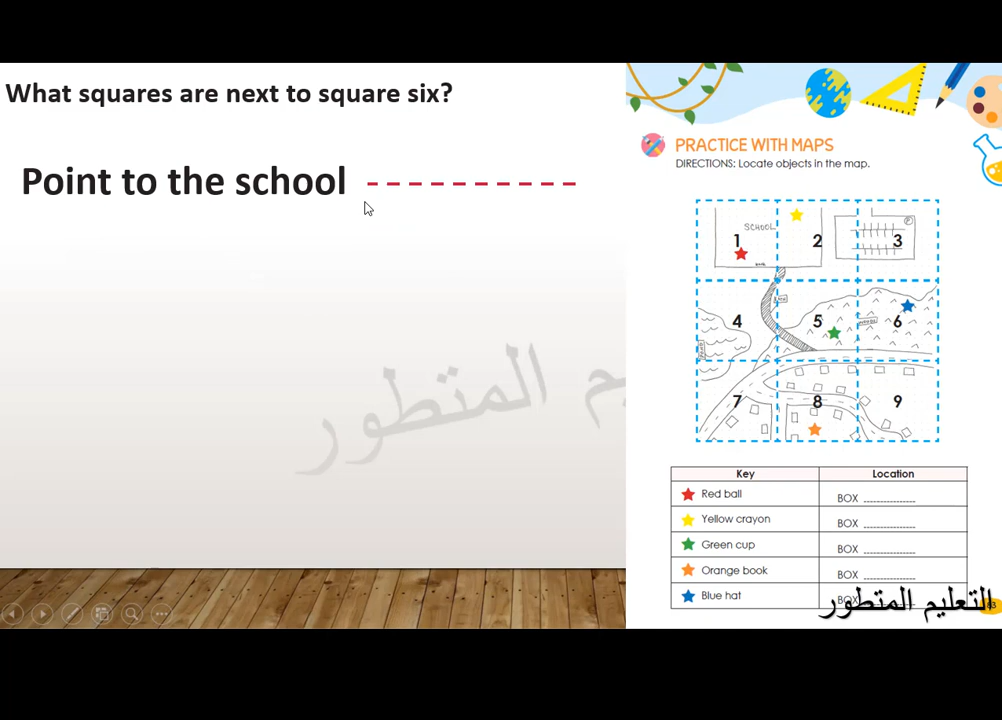 What squares are next to square six?
Point to the school ----------
PRACTICE WITH MAPS
DIRECTIONS: Locate objects in the map.
1 SCHOOL 2 3
4 5 6
7 8 9
Key Location
Red ball BOX
Yellow crayon BOX
Green cup BOX
Orange book BOX
Blue hat BOX
التعليم المتطور
م المتطور